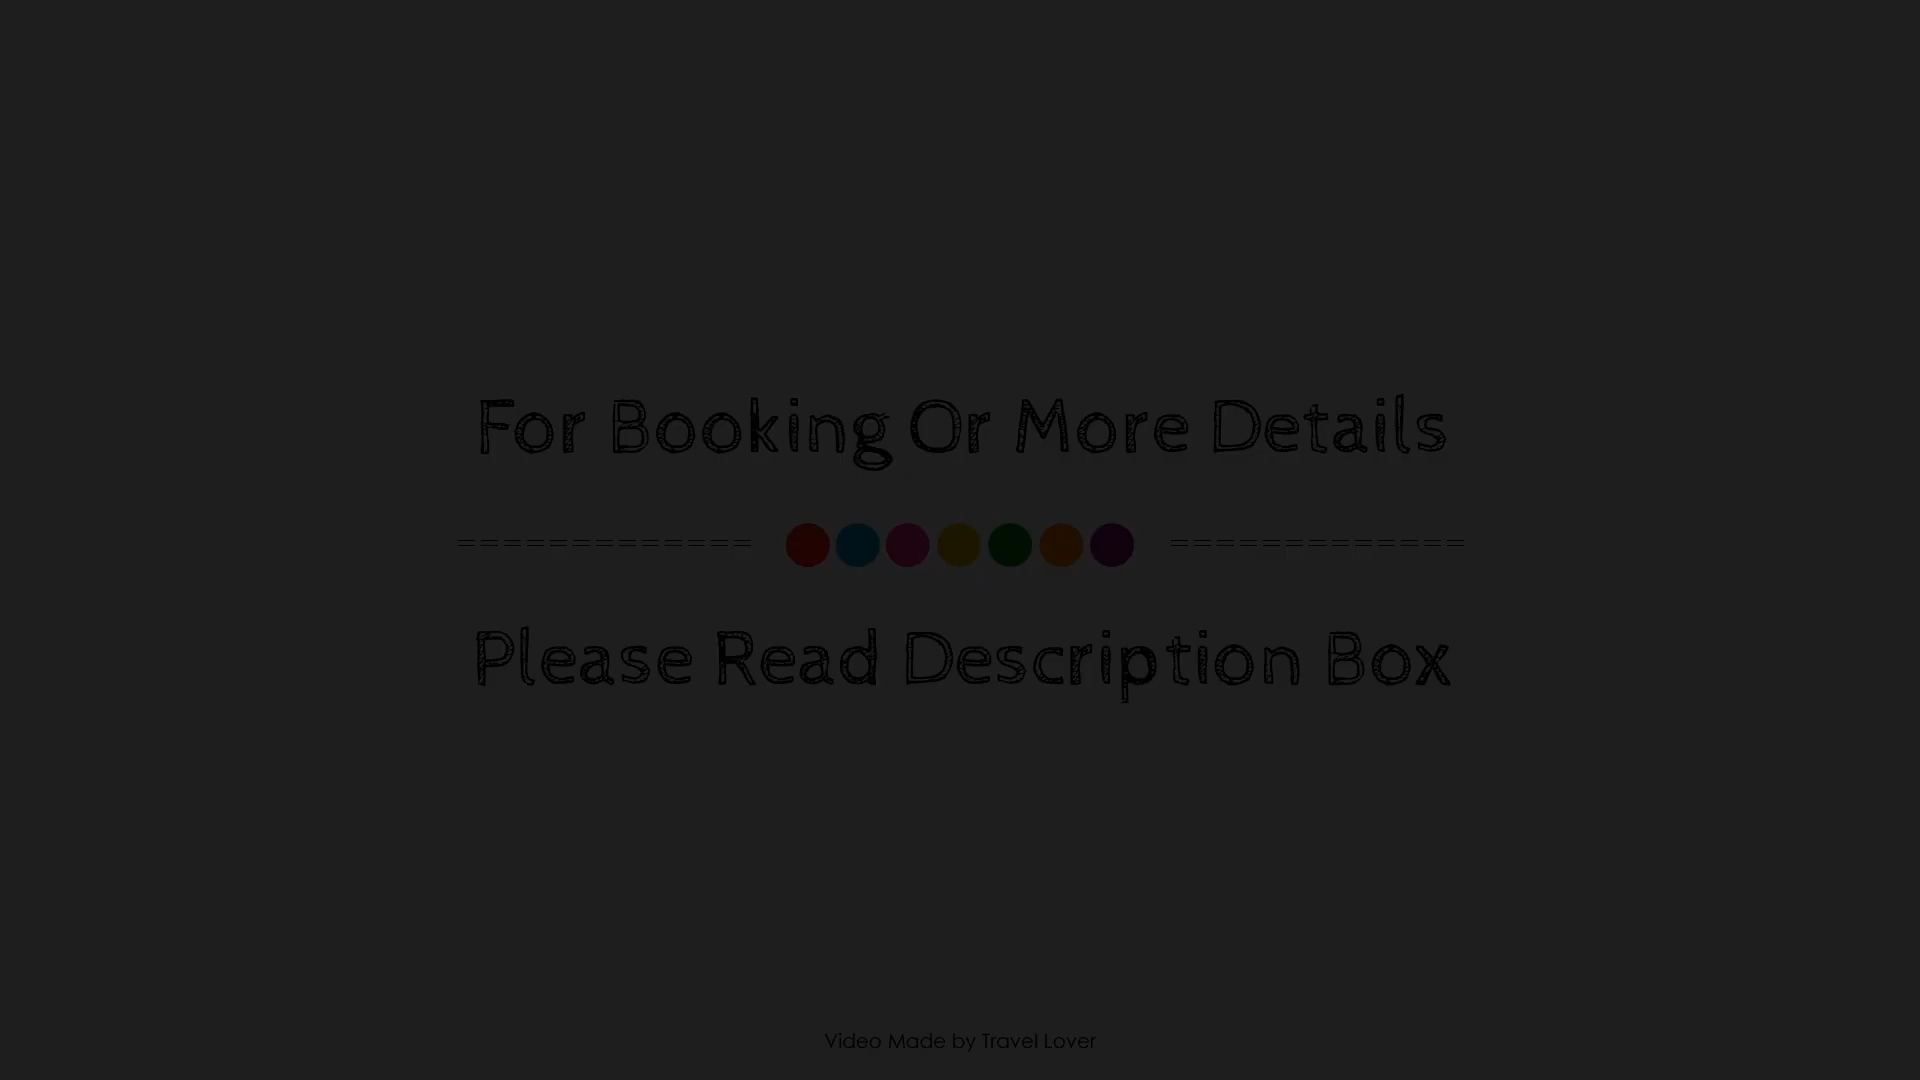 For Booking Or More Details
============= =============
Please Read Description Box
Video Made by Travel Lover